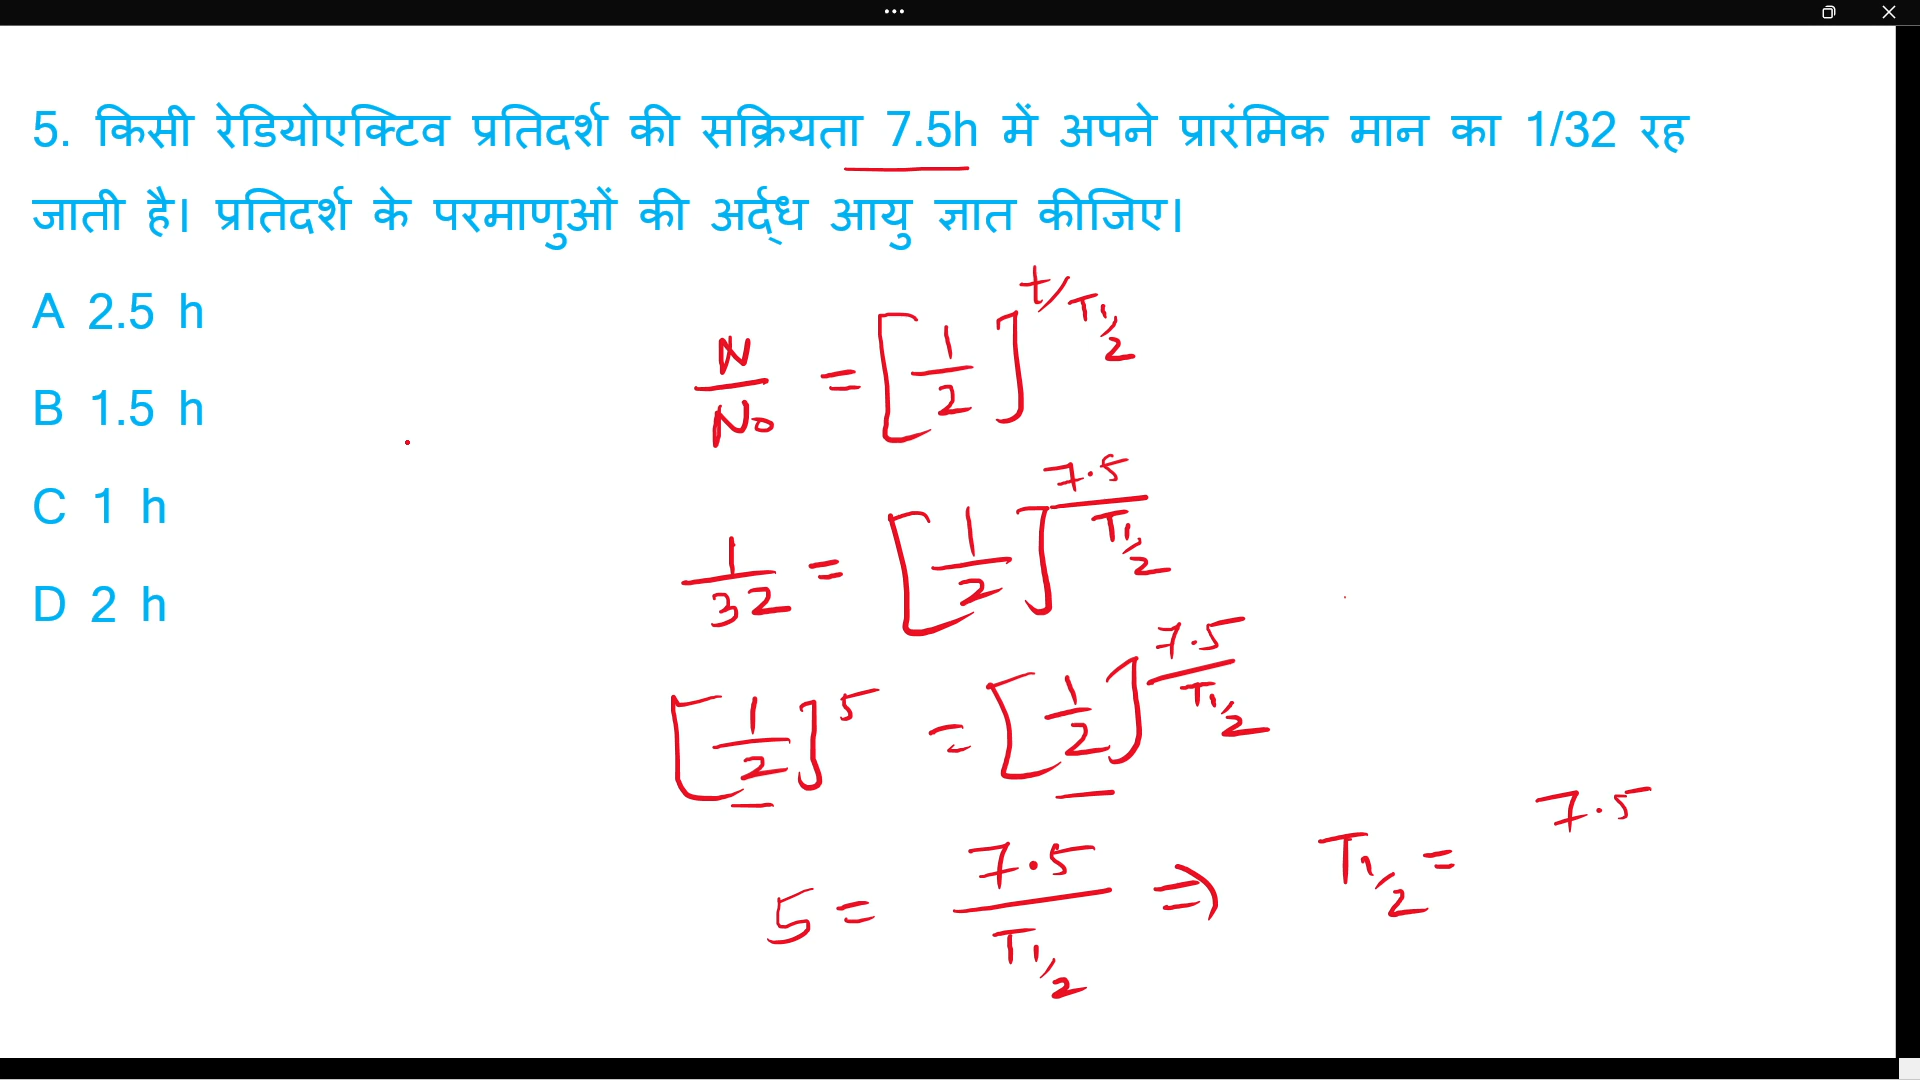 5. किसी रेडियोएक्टिव प्रतिदर्श की सक्रियता 7.5h में अपने प्रारंमिक मान का 1/32 रह
जाती है। प्रतिदर्श के परमाणुओं की अर्द्ध आयु ज्ञात कीजिए।
A 2.5 h
B 1.5 h
C 1 h
D 2 h
N/N₀ = [1/2]^(t/T1/2)
1/32 = [1/2]^(7.5/T1/2)
[1/2]^5 = [1/2]^(7.5/T1/2)
5 = 7.5/T1/2 ⇒ T1/2 = 7.5